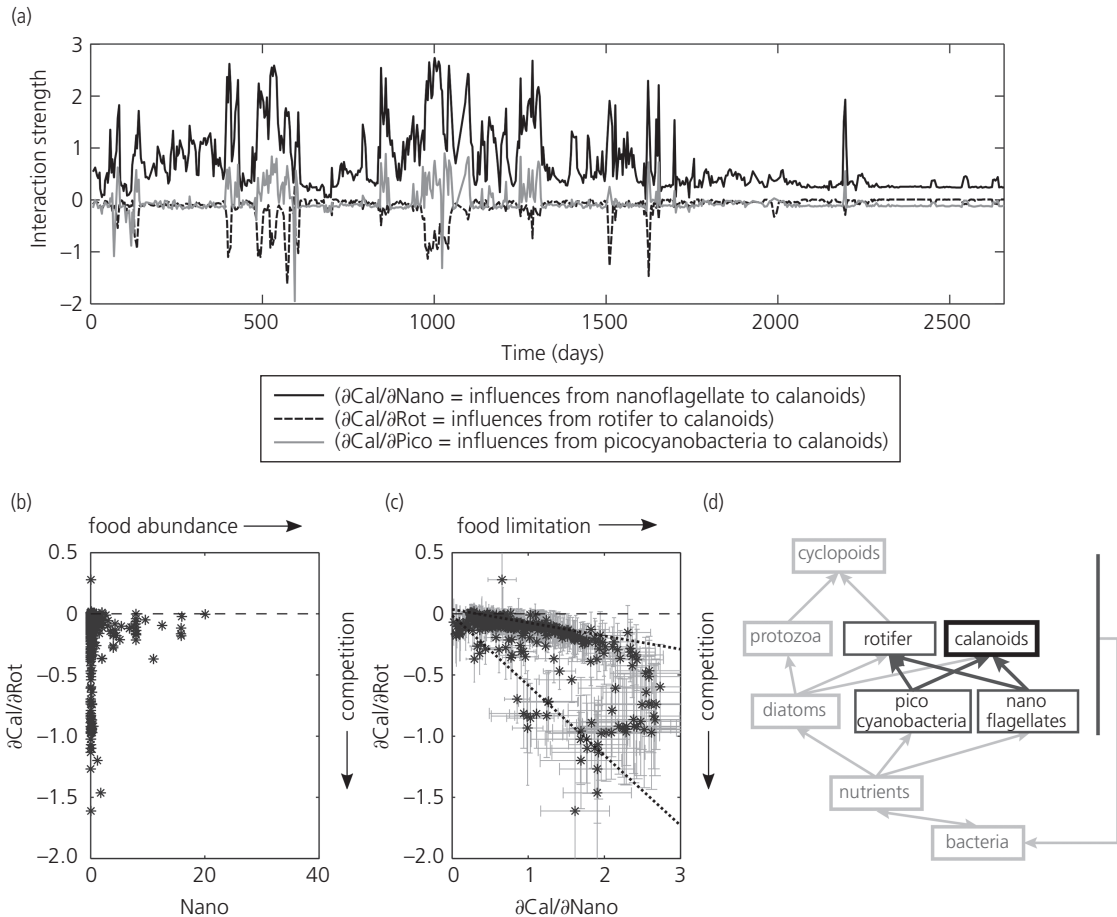 (a)
3
2
1
0
−1
−2
Interaction strength
0 500 1000 1500 2000 2500
Time (days)
(∂Cal/∂Nano = influences from nanoflagellate to calanoids)
(∂Cal/∂Rot = influences from rotifer to calanoids)
(∂Cal/∂Pico = influences from picocyanobacteria to calanoids)
(b)
food abundance
0.5
0
−0.5
−1.0
−1.5
−2.0
∂Cal/∂Rot
0 20 40
Nano
competition
(c)
food limitation
0.5
0
−0.5
−1.0
−1.5
−2.0
∂Cal/∂Rot
0 1 2 3
∂Cal/∂Nano
competition
(d)
cyclopoids
protozoa
rotifer
calanoids
diatoms
pico
cyanobacteria
nano
flagellates
nutrients
bacteria